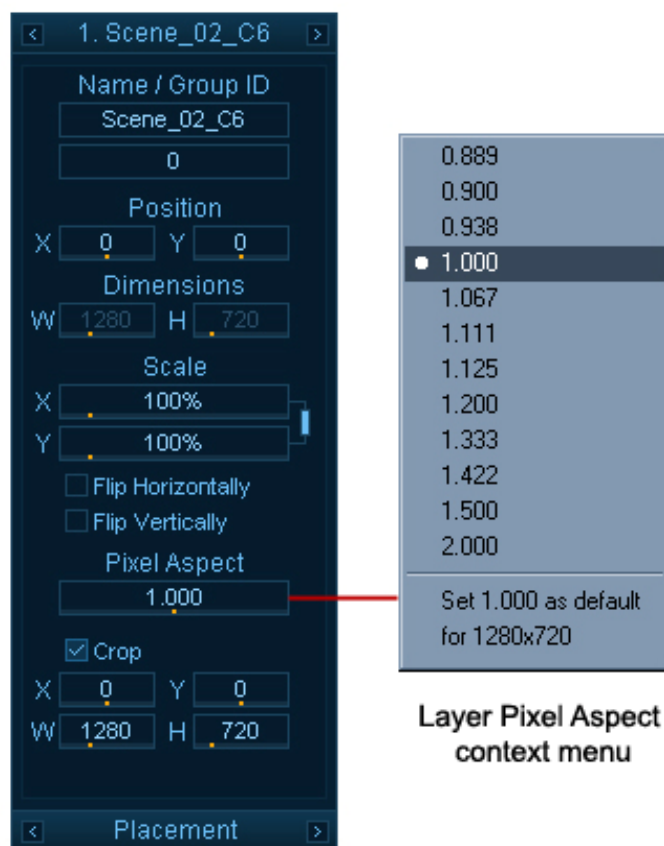 1. Scene_02_C6
Name / Group ID
Scene_02_C6
0
Position
X 0 Y 0
Dimensions
W 1280 H 720
Scale
X 100%
Y 100%
Flip Horizontally
Flip Vertically
Pixel Aspect
1.000
Crop
X 0 Y 0
W 1280 H 720
Placement
0.889
0.900
0.938
1.000
1.067
1.111
1.125
1.200
1.333
1.422
1.500
2.000
Set 1.000 as default
for 1280x720
Layer Pixel Aspect
context menu